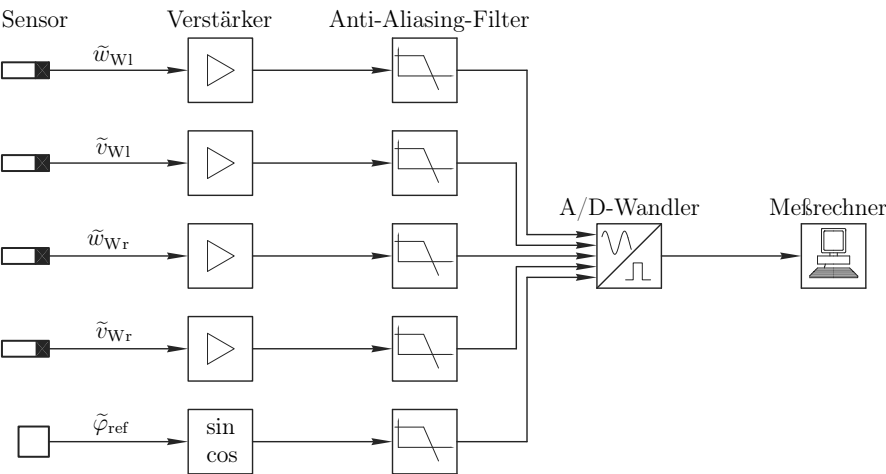 Sensor Verstärker Anti-Aliasing-Filter
w̃Wl
ṽWl
A/D-Wandler Meßrechner
w̃Wr
ṽWr
φ̃ref sin
cos